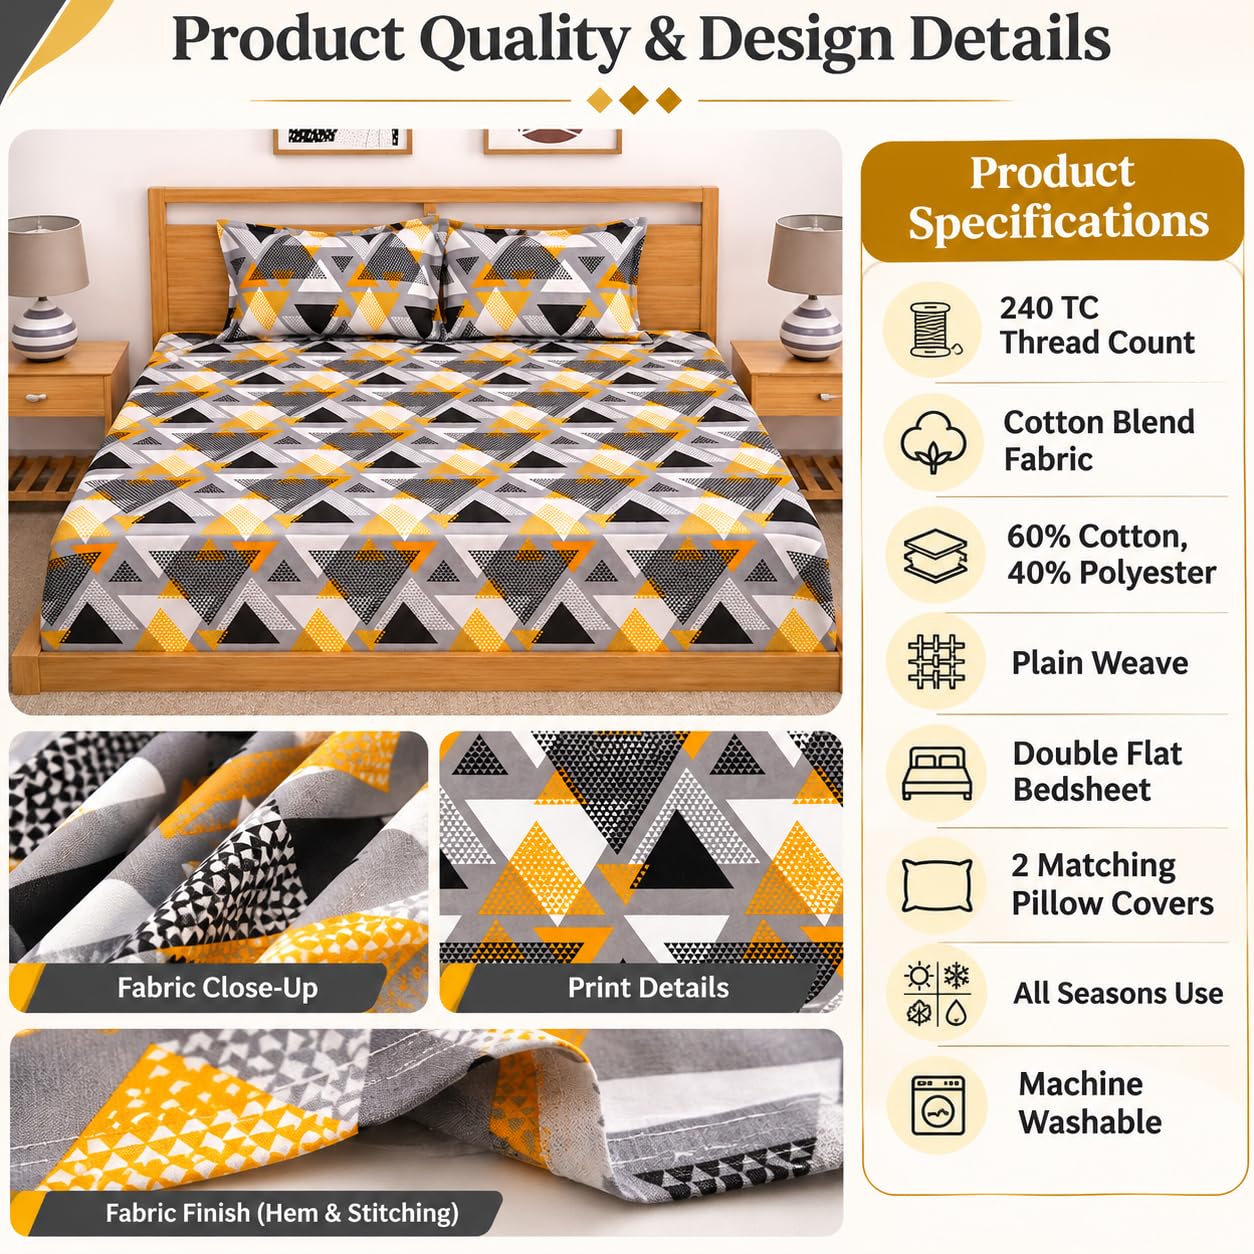 Product Quality & Design Details
Product
Specifications
240 TC
Thread Count
Cotton Blend
Fabric
60% Cotton,
40% Polyester
Plain Weave
Double Flat
Bedsheet
2 Matching
Pillow Covers
All Seasons Use
Machine
Washable
Fabric Close-Up
Print Details
Fabric Finish (Hem & Stitching)